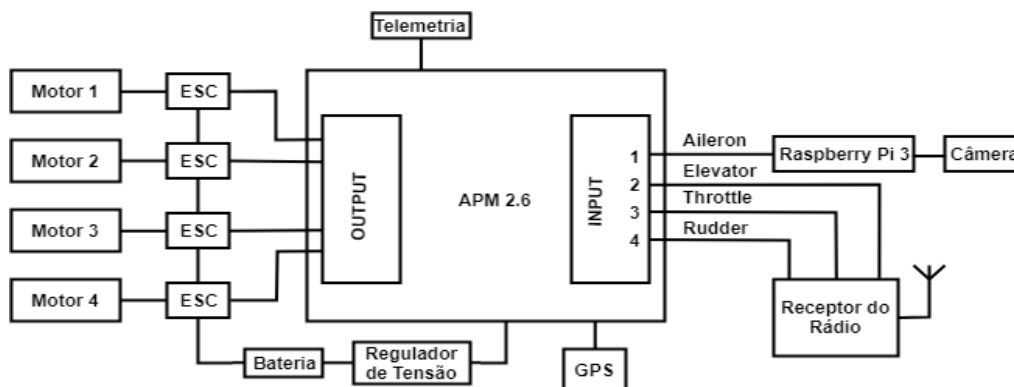 Telemetria
Motor 1
ESC
Motor 2
ESC
Motor 3
ESC
Motor 4
ESC
OUTPUT
APM 2.6
INPUT
1
2
3
4
Aileron
Elevator
Throttle
Rudder
Raspberry Pi 3
Câmera
Receptor do
Rádio
Bateria
Regulador
de Tensão
GPS